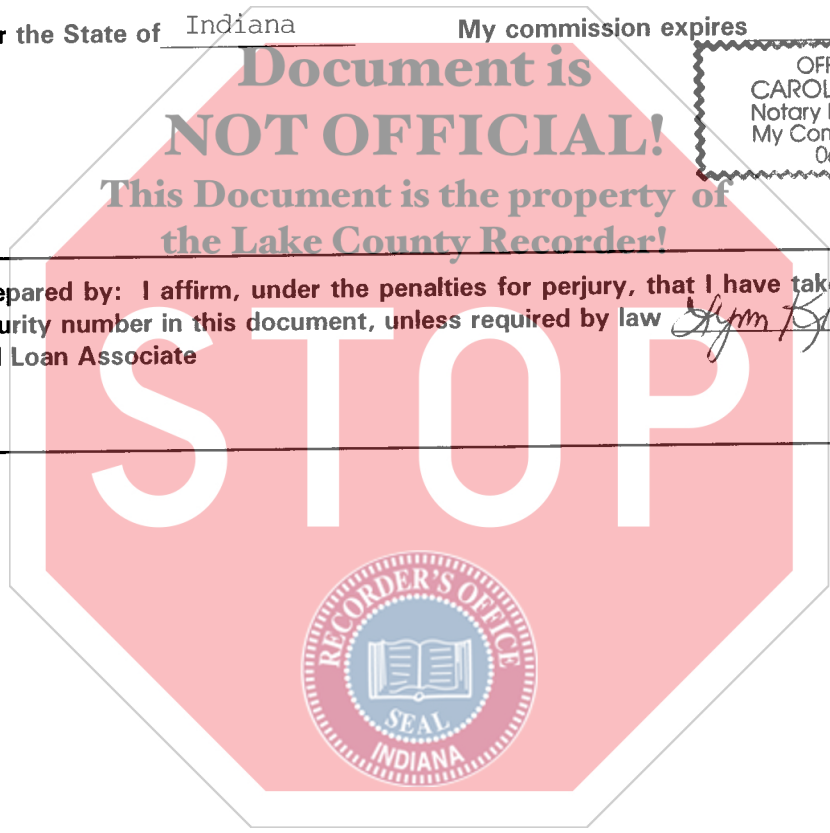 r the State of Indiana My commission expires
Document is
NOT OFFICIAL!
This Document is the property of
the Lake County Recorder!
OFF
CAROL
Notary
My Con
epared by: I affirm, under the penalties for perjury, that I have take
urity number in this document, unless required by law
l Loan Associate
STOP
RECORDER'S OFFICE
SEAL
INDIANA